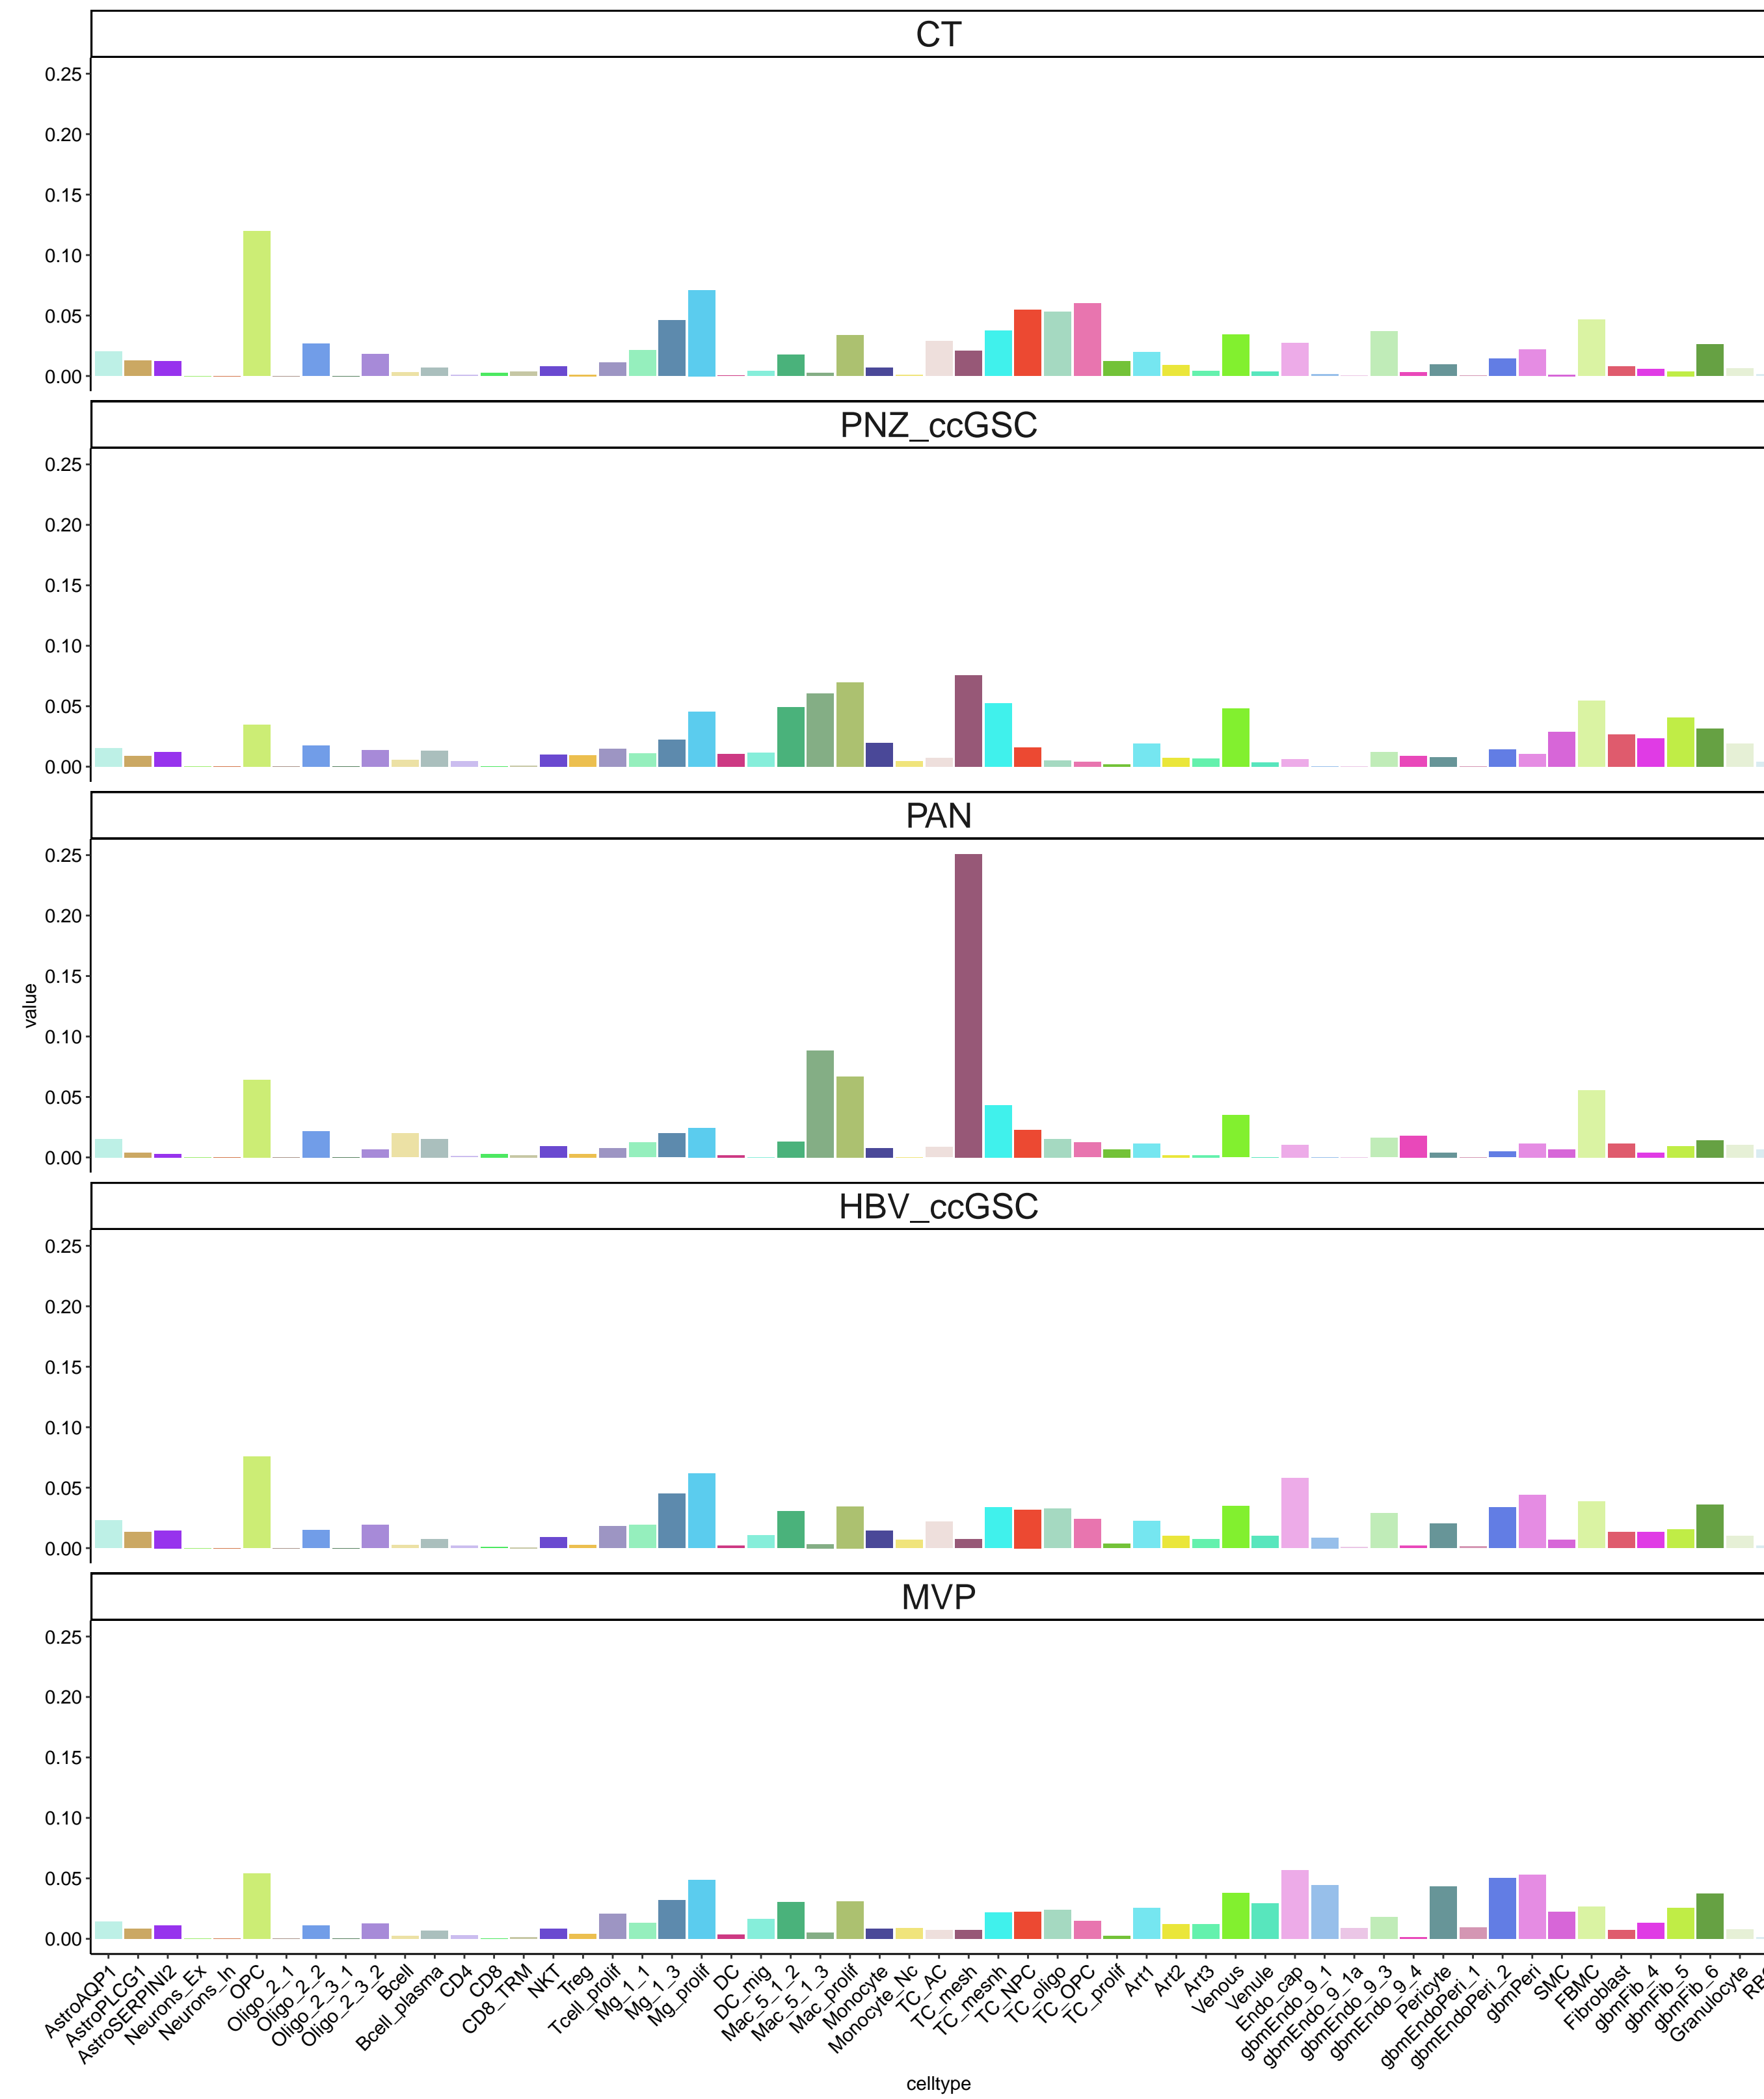 CT
0.25
0.20
0.15
0.10
0.05
0.00
PNZ_ccGSC
0.25
0.20
0.15
0.10
0.05
0.00
PAN
0.25
0.20
0.15
0.10
0.05
0.00
value
HBV_ccGSC
0.25
0.20
0.15
0.10
0.05
0.00
MVP
0.25
0.20
0.15
0.10
0.05
0.00
AstroAQP1
AstroPLCG1
AstroSERPINI2
Neurons_Ex
Neurons_In
OPC
Oligo_2_1
Oligo_2_2
Oligo_2_3_1
Oligo_2_3_2
Bcell
Bcell_plasma
CD4
CD8
CD8_TRM
NKT
Treg
Tcell_prolif
Mg_1_1
Mg_1_3
Mg_prolif
DC
DC_mig
Mac_5_1_2
Mac_5_1_3
Mac_prolif
Monocyte
Monocyte_Nc
TC_AC
TC_mesh
TC_mesnh
TC_NPC
TC_oligo
TC_OPC
TC_prolif
Art1
Art2
Art3
Venous
Venule
Endo_cap
gbmEndo_9_1
gbmEndo_9_1a
gbmEndo_9_3
gbmEndo_9_4
Pericyte
gbmEndoPeri_1
gbmEndoPeri_2
gbmPeri
SMC
FBMC
Fibroblast
gbmFib_4
gbmFib_5
gbmFib_6
Granulocyte
celltype